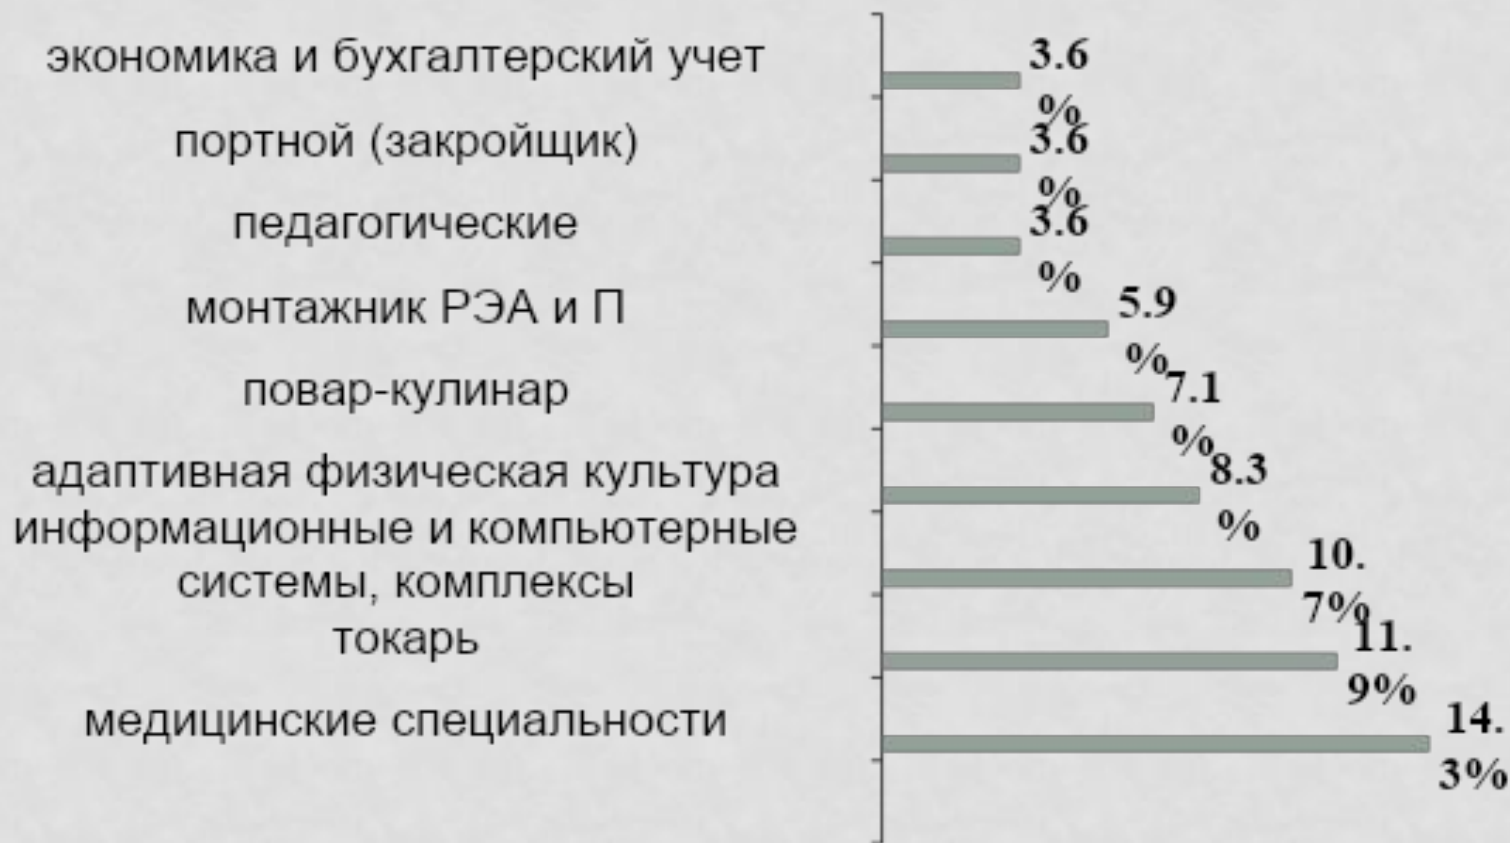 экономика и бухгалтерский учет
3.6
%
портной (закройщик)
3.6
%
педагогические
3.6
%
монтажник РЭА и П
5.9
%
повар-кулинар
7.1
%
адаптивная физическая культура
8.3
%
информационные и компьютерные
системы, комплексы
10.
7%
токарь
11.
9%
медицинские специальности
14.
3%